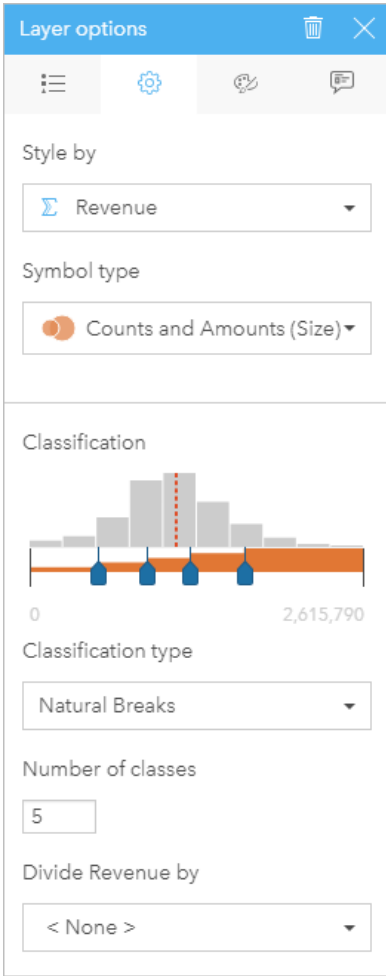 Layer options
Style by
Revenue
Symbol type
Counts and Amounts (Size)
Classification
0 2,615,790
Classification type
Natural Breaks
Number of classes
5
Divide Revenue by
< None >